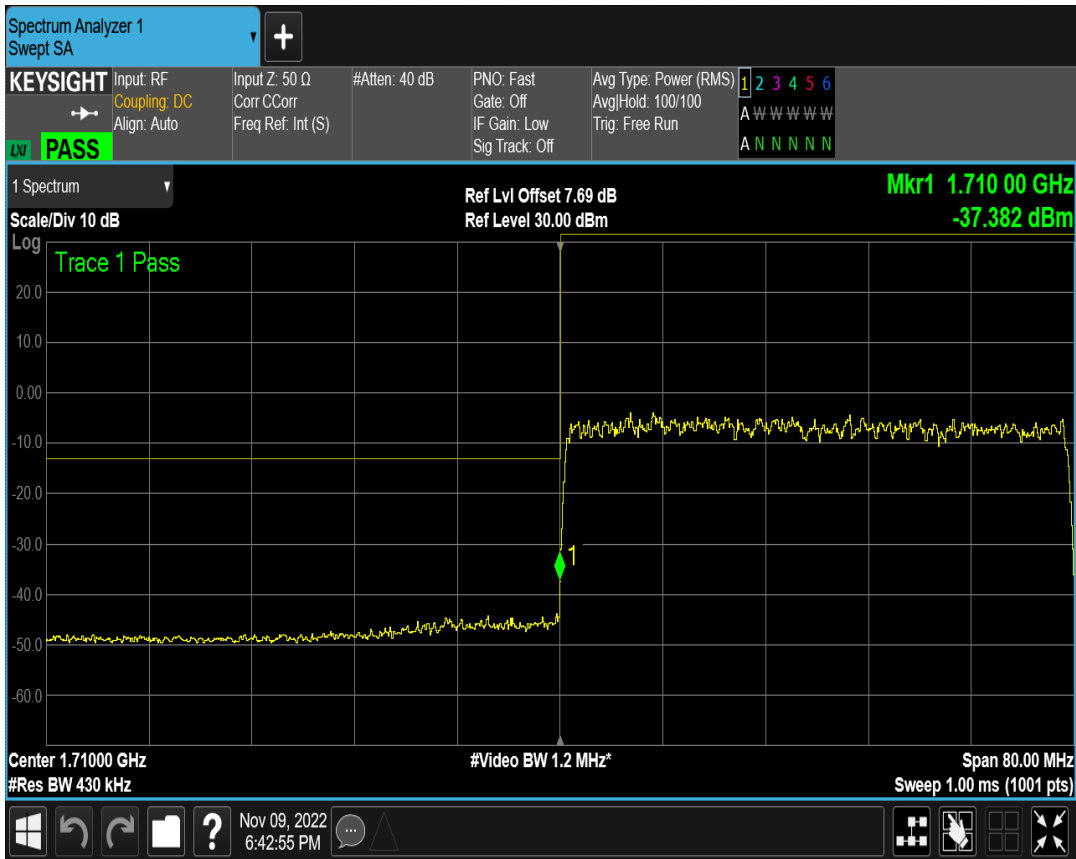 Spectrum Analyzer 1
Swept SA
+
KEYSIGHT
LXI PASS
Input: RF
Coupling: DC
Align: Auto
Input Z: 50 Ω
Corr CCorr
Freq Ref: Int (S)
#Atten: 40 dB
PNO: Fast
Gate: Off
IF Gain: Low
Sig Track: Off
Avg Type: Power (RMS)
Avg|Hold: 100/100
Trig: Free Run
1 2 3 4 5 6
A W W W W W
A N N N N N
1 Spectrum
Scale/Div 10 dB
Ref Lvl Offset 7.69 dB
Ref Level 30.00 dBm
Mkr1 1.710 00 GHz
-37.382 dBm
Log
Trace 1 Pass
20.0
10.0
0.00
-10.0
-20.0
-30.0
1
-40.0
-50.0
-60.0
Center 1.71000 GHz
#Res BW 430 kHz
#Video BW 1.2 MHz*
Span 80.00 MHz
Sweep 1.00 ms (1001 pts)
?
Nov 09, 2022
6:42:55 PM